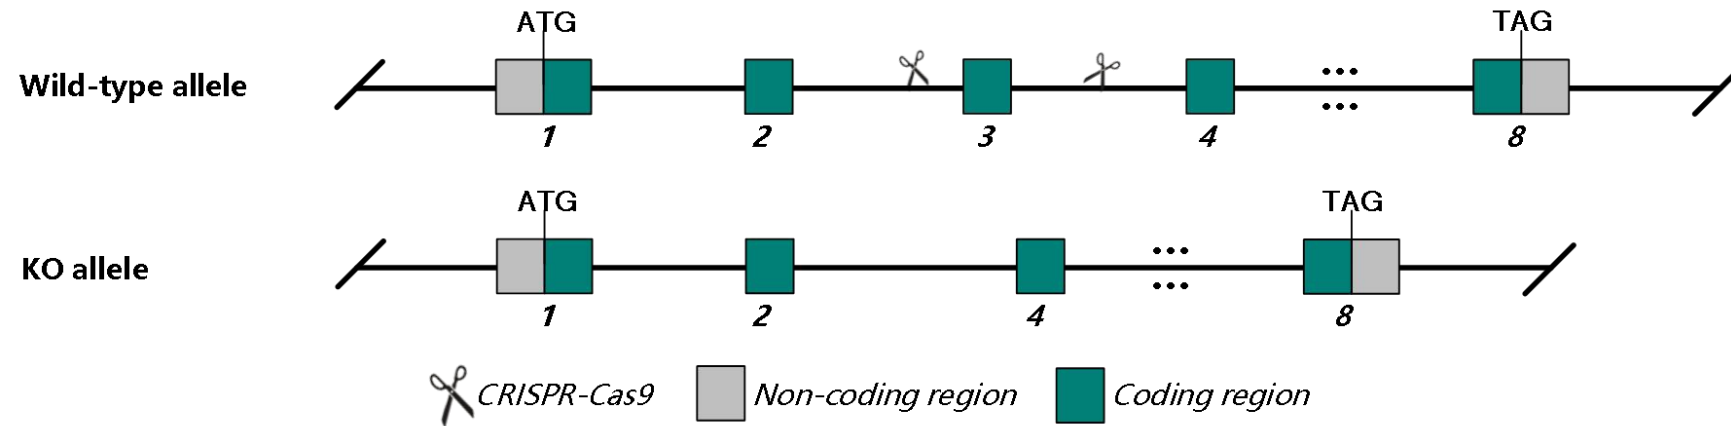 ATG TAG
Wild-type allele
1 2 3 4 8
ATG TAG
KO allele
1 2 4 8
CRISPR-Cas9 Non-coding region Coding region